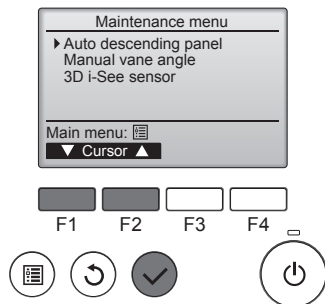 Maintenance menu
Auto descending panel
Manual vane angle
3D i-See sensor
Main menu:
▼ Cursor ▲
F1 F2 F3 F4